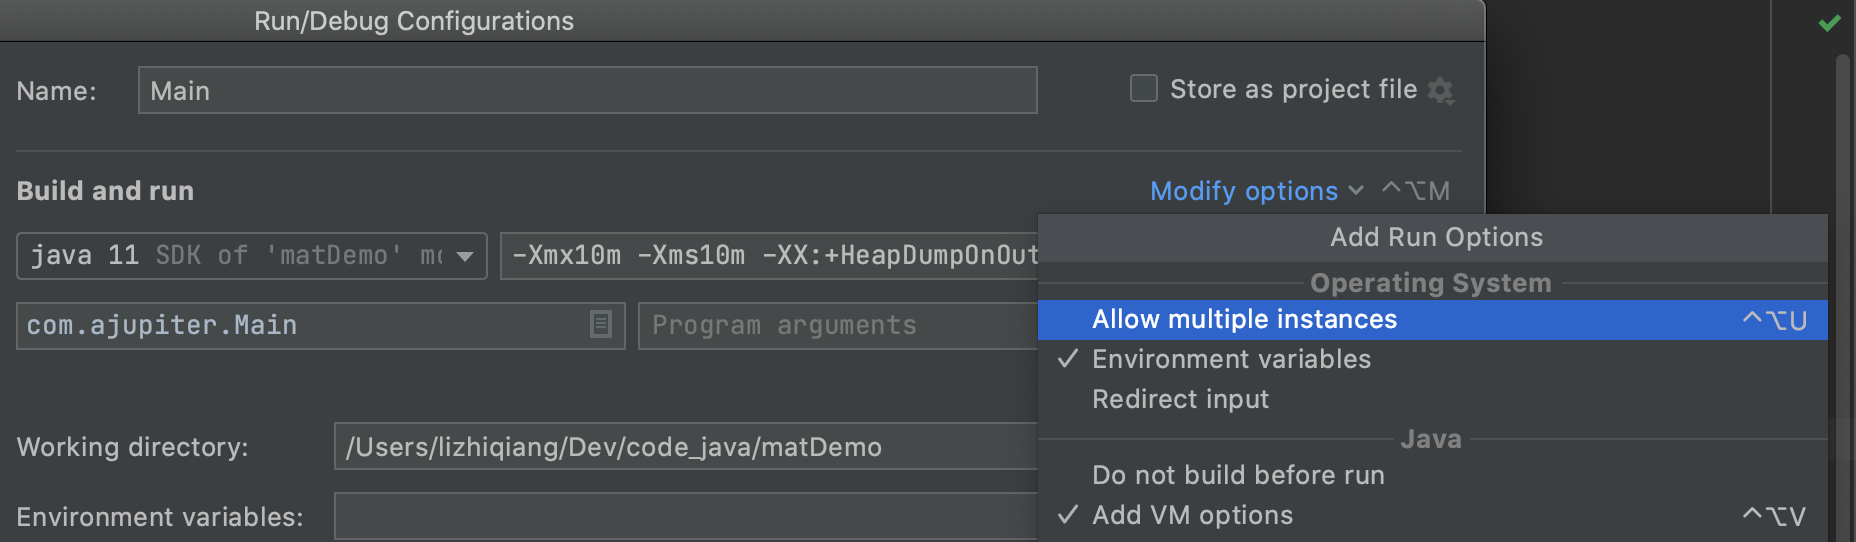 Run/Debug Configurations
Name: Main Store as project file
Build and run Modify options ⌃⌥M
java 11 SDK of 'matDemo' -Xmx10m -Xms10m -XX:+HeapDumpOnOut
Add Run Options
Operating System
Allow multiple instances ⌃⌥U
com.ajupiter.Main Program arguments
Environment variables
Redirect input
Java
Working directory: /Users/lizhiqiang/Dev/code_java/matDemo
Do not build before run
Environment variables:
Add VM options ⌃⌥V